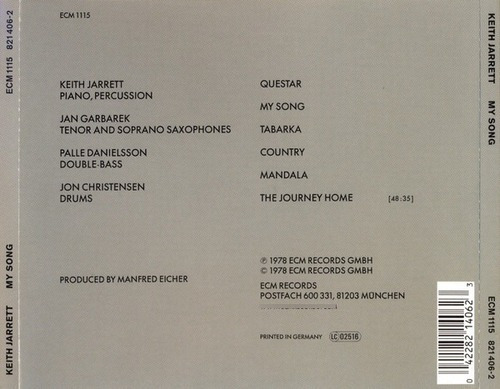 ECM 1115
KEITH JARRETT
PIANO, PERCUSSION
JAN GARBAREK
TENOR AND SOPRANO SAXOPHONES
PALLE DANIELSSON
DOUBLE-BASS
JON CHRISTENSEN
DRUMS
PRODUCED BY MANFRED EICHER
QUESTAR
MY SONG
TABARKA
COUNTRY
MANDALA
THE JOURNEY HOME [48:35]
℗ 1978 ECM RECORDS GMBH
© 1978 ECM RECORDS GMBH
ECM RECORDS
POSTFACH 600 331, 81203 MÜNCHEN
PRINTED IN GERMANY LC 02516
KEITH JARRETT MY SONG ECM 1115 821 406-2
KEITH JARRETT MY SONG ECM 1115 821 406-2
0 42282 14062 3